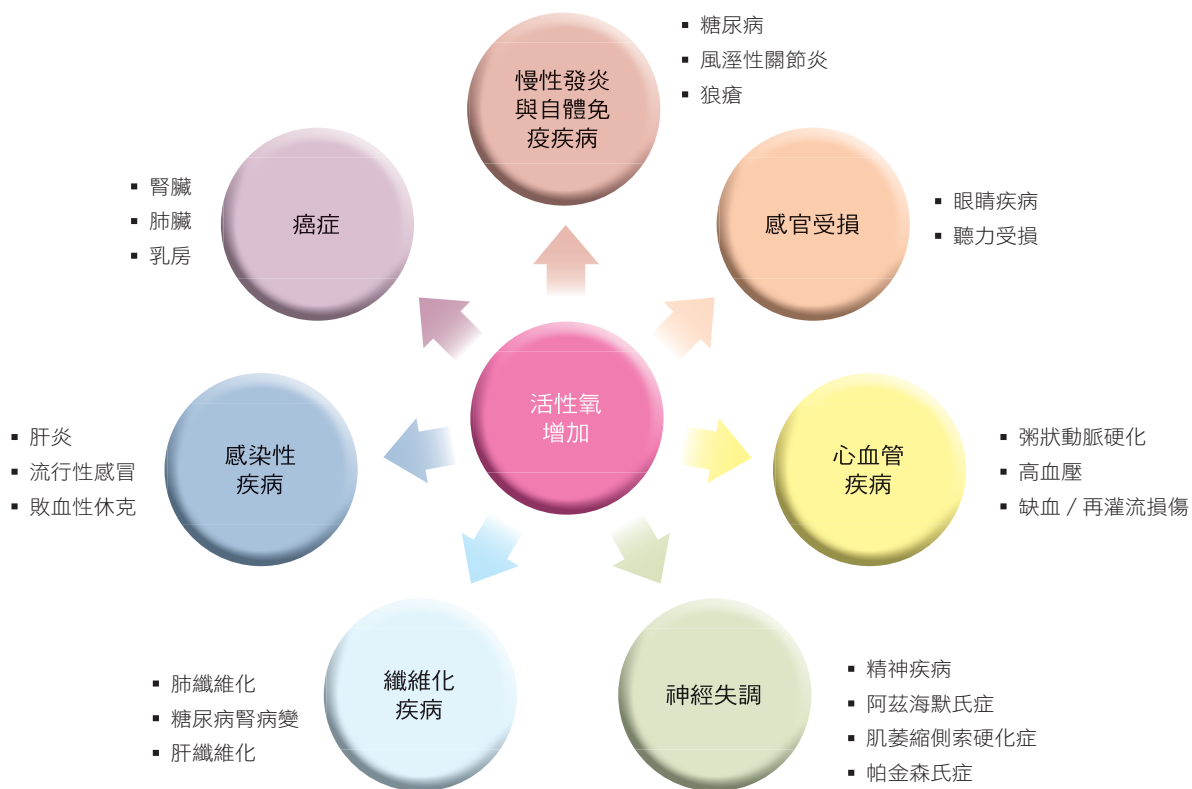 慢性發炎
與自體免
疫疾病
▪ 糖尿病
▪ 風溼性關節炎
▪ 狼瘡
感官受損
▪ 眼睛疾病
▪ 聽力受損
心血管
疾病
▪ 粥狀動脈硬化
▪ 高血壓
▪ 缺血 / 再灌流損傷
神經失調
▪ 精神疾病
▪ 阿茲海默氏症
▪ 肌萎縮側索硬化症
▪ 帕金森氏症
纖維化
疾病
▪ 肺纖維化
▪ 糖尿病腎病變
▪ 肝纖維化
感染性
疾病
▪ 肝炎
▪ 流行性感冒
▪ 敗血性休克
癌症
▪ 腎臟
▪ 肺臟
▪ 乳房
活性氧
增加